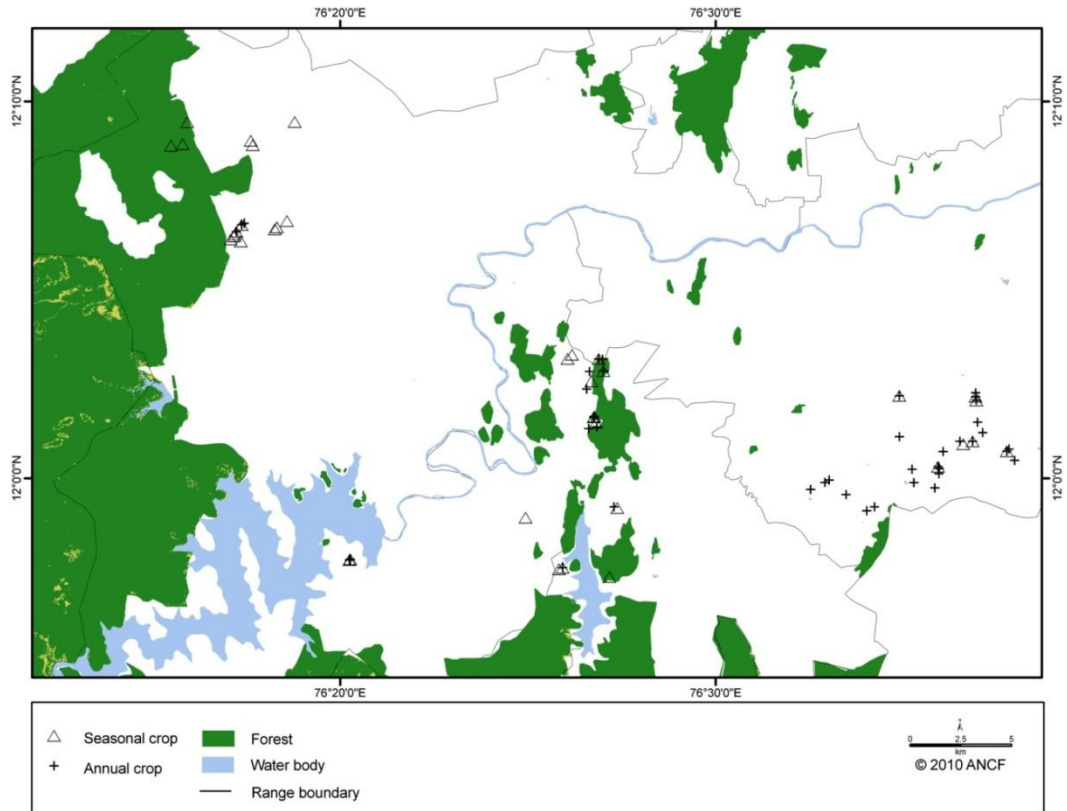 76°20'0"E 76°30'0"E
12°10'0"N 12°10'0"N
12°0'0"N 12°0'0"N
76°20'0"E 76°30'0"E
Seasonal crop Forest
Annual crop Water body
Range boundary
0 2.5 5
km
© 2010 ANCF